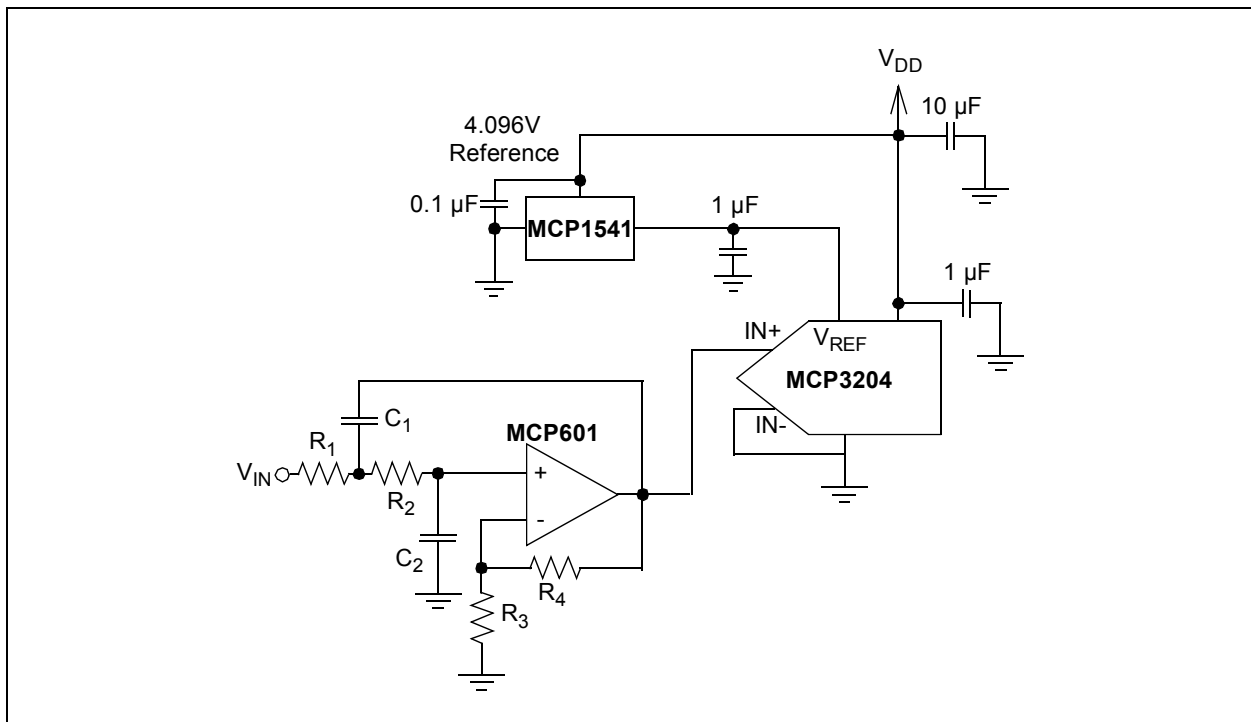 V_DD
10 µF
4.096V
Reference
0.1 µF
MCP1541
1 µF
1 µF
IN+
V_REF
MCP3204
IN-
C_1
MCP601
R_1
V_IN
R_2
+
-
C_2
R_4
R_3